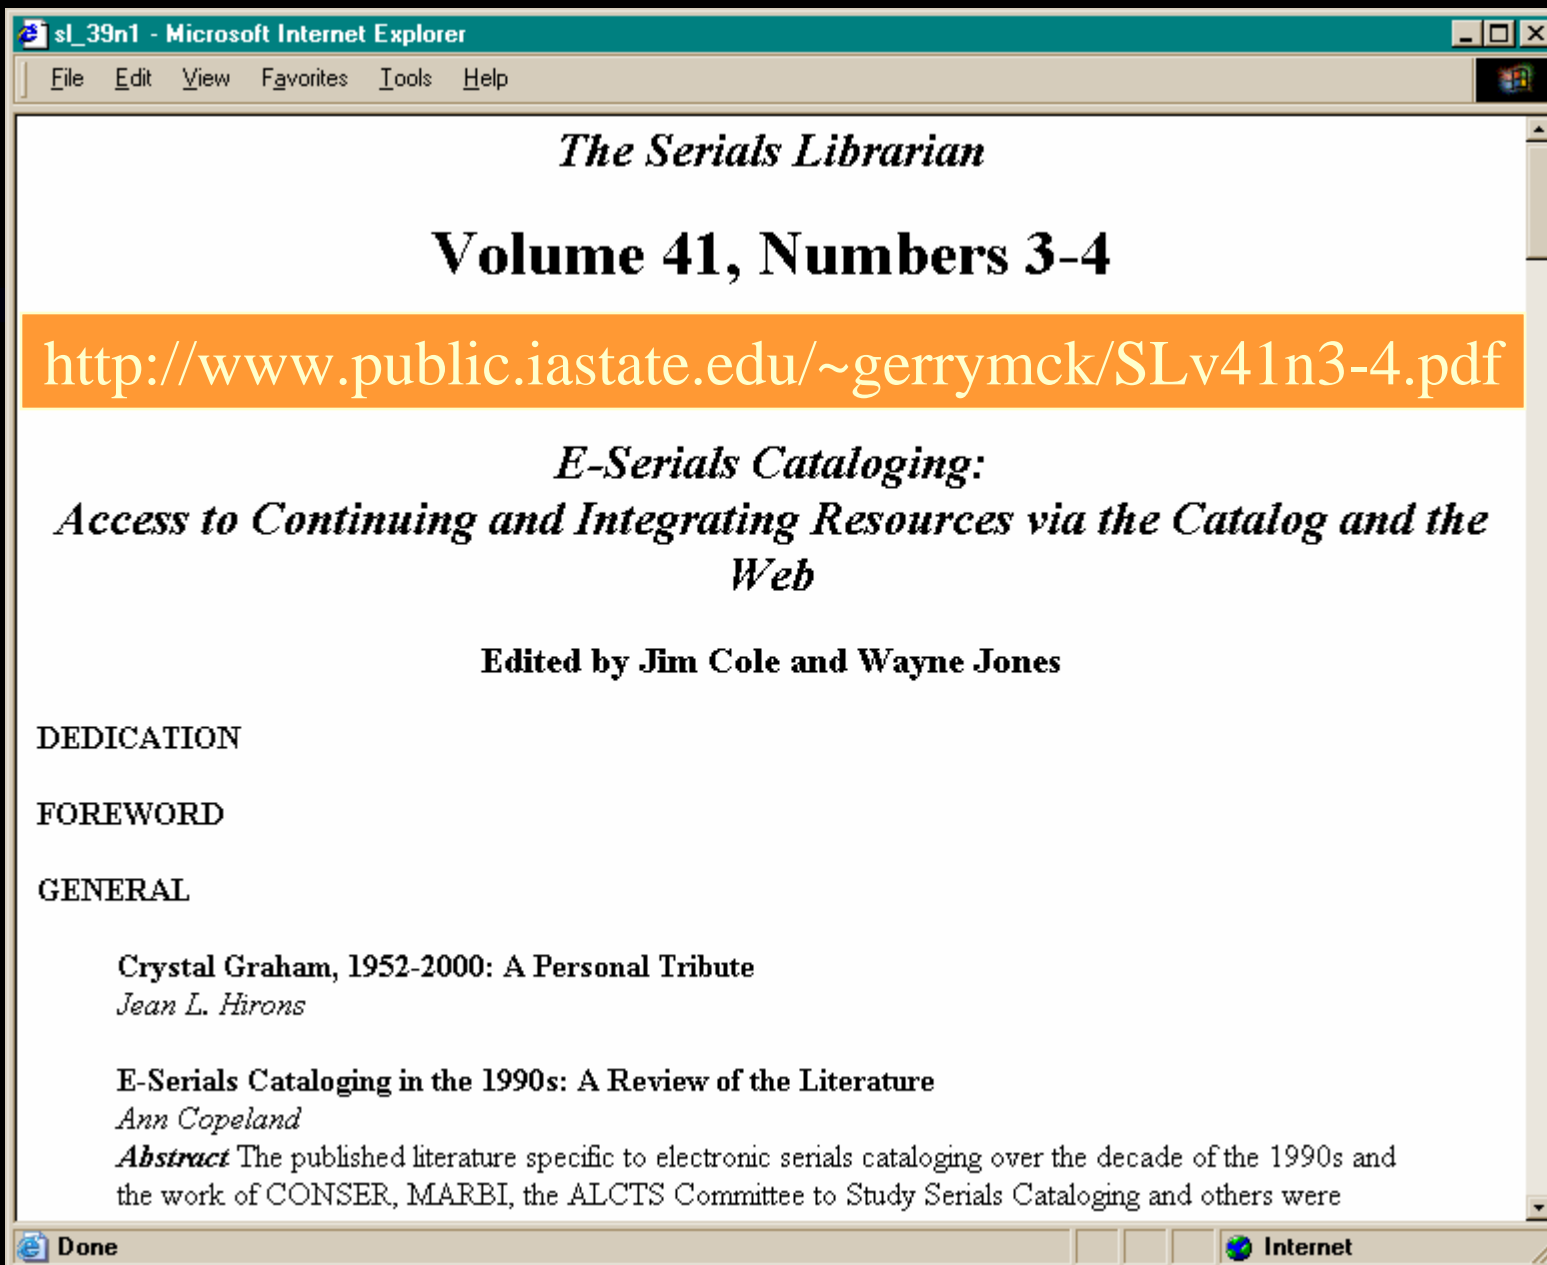 sl_39n1 - Microsoft Internet Explorer
File Edit View Favorites Tools Help
The Serials Librarian
Volume 41, Numbers 3-4
http://www.public.iastate.edu/~gerrymck/SLv41n3-4.pdf
E-Serials Cataloging:
Access to Continuing and Integrating Resources via the Catalog and the
Web
Edited by Jim Cole and Wayne Jones
DEDICATION
FOREWORD
GENERAL
Crystal Graham, 1952-2000: A Personal Tribute
Jean L. Hirons
E-Serials Cataloging in the 1990s: A Review of the Literature
Ann Copeland
Abstract The published literature specific to electronic serials cataloging over the decade of the 1990s and
the work of CONSER, MARBI, the ALCTS Committee to Study Serials Cataloging and others were
Done Internet